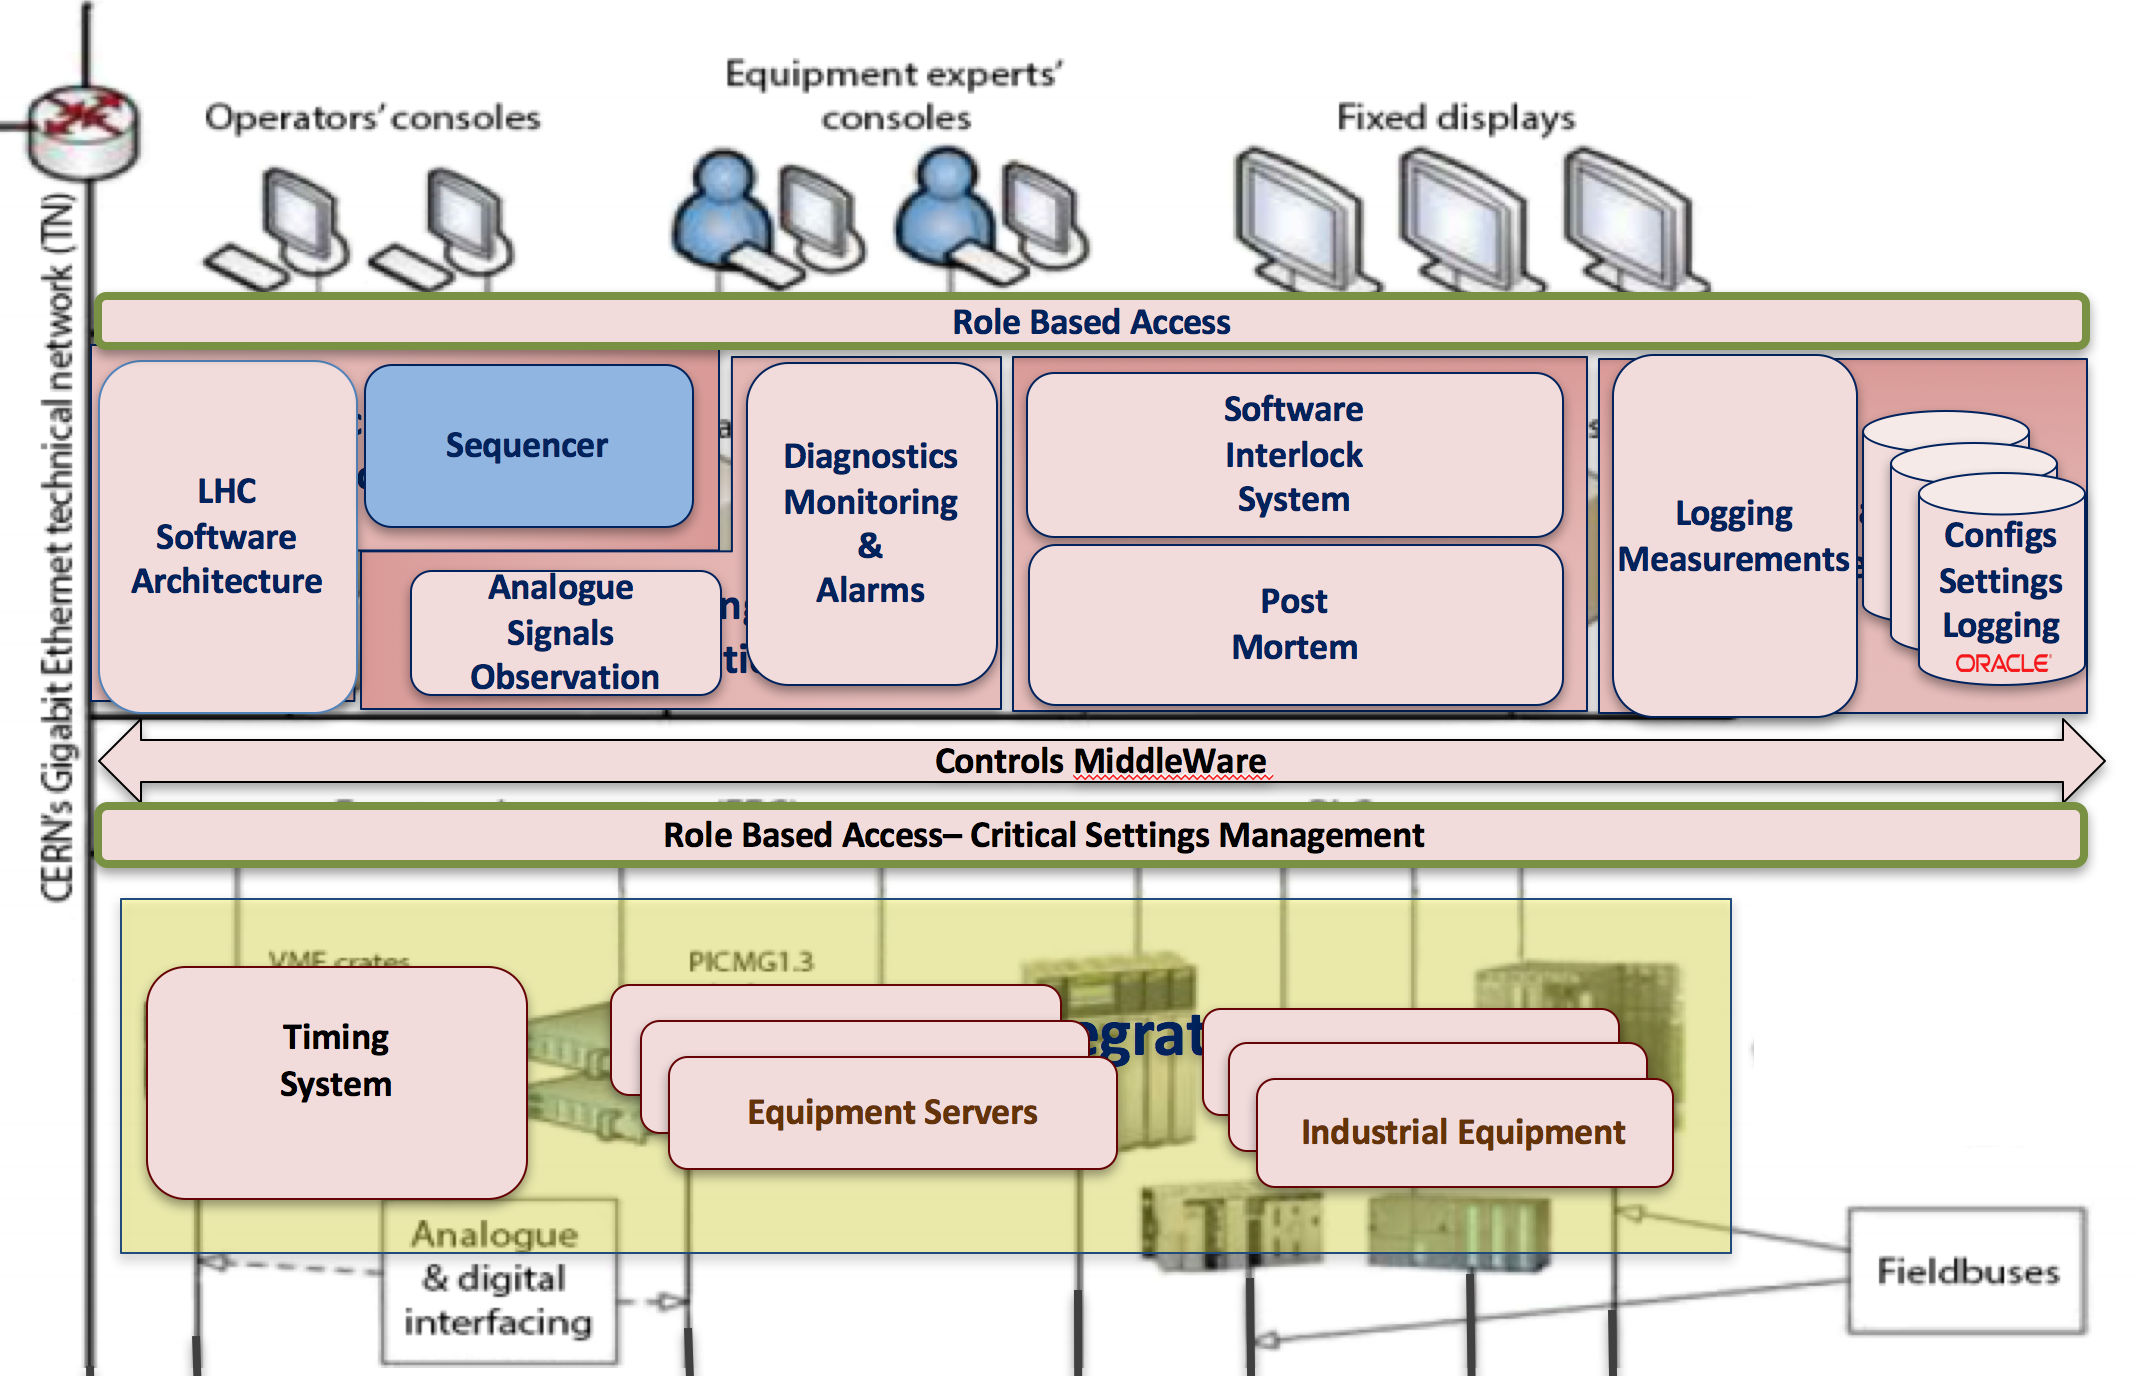 Equipment experts'
consoles
Operators' consoles
Fixed displays
CERN's Gigabit Ethernet technical network (TN)
Role Based Access
LHC
Software
Architecture
Sequencer
Analogue
Signals
Observation
Diagnostics
Monitoring
&
Alarms
Software
Interlock
System
Post
Mortem
Logging
Measurements
Configs
Settings
Logging
ORACLE
Controls MiddleWare
Role Based Access– Critical Settings Management
VME crates
PICMG1.3
egrat
Timing
System
Equipment Servers
Industrial Equipment
Analogue
& digital
interfacing
Fieldbuses